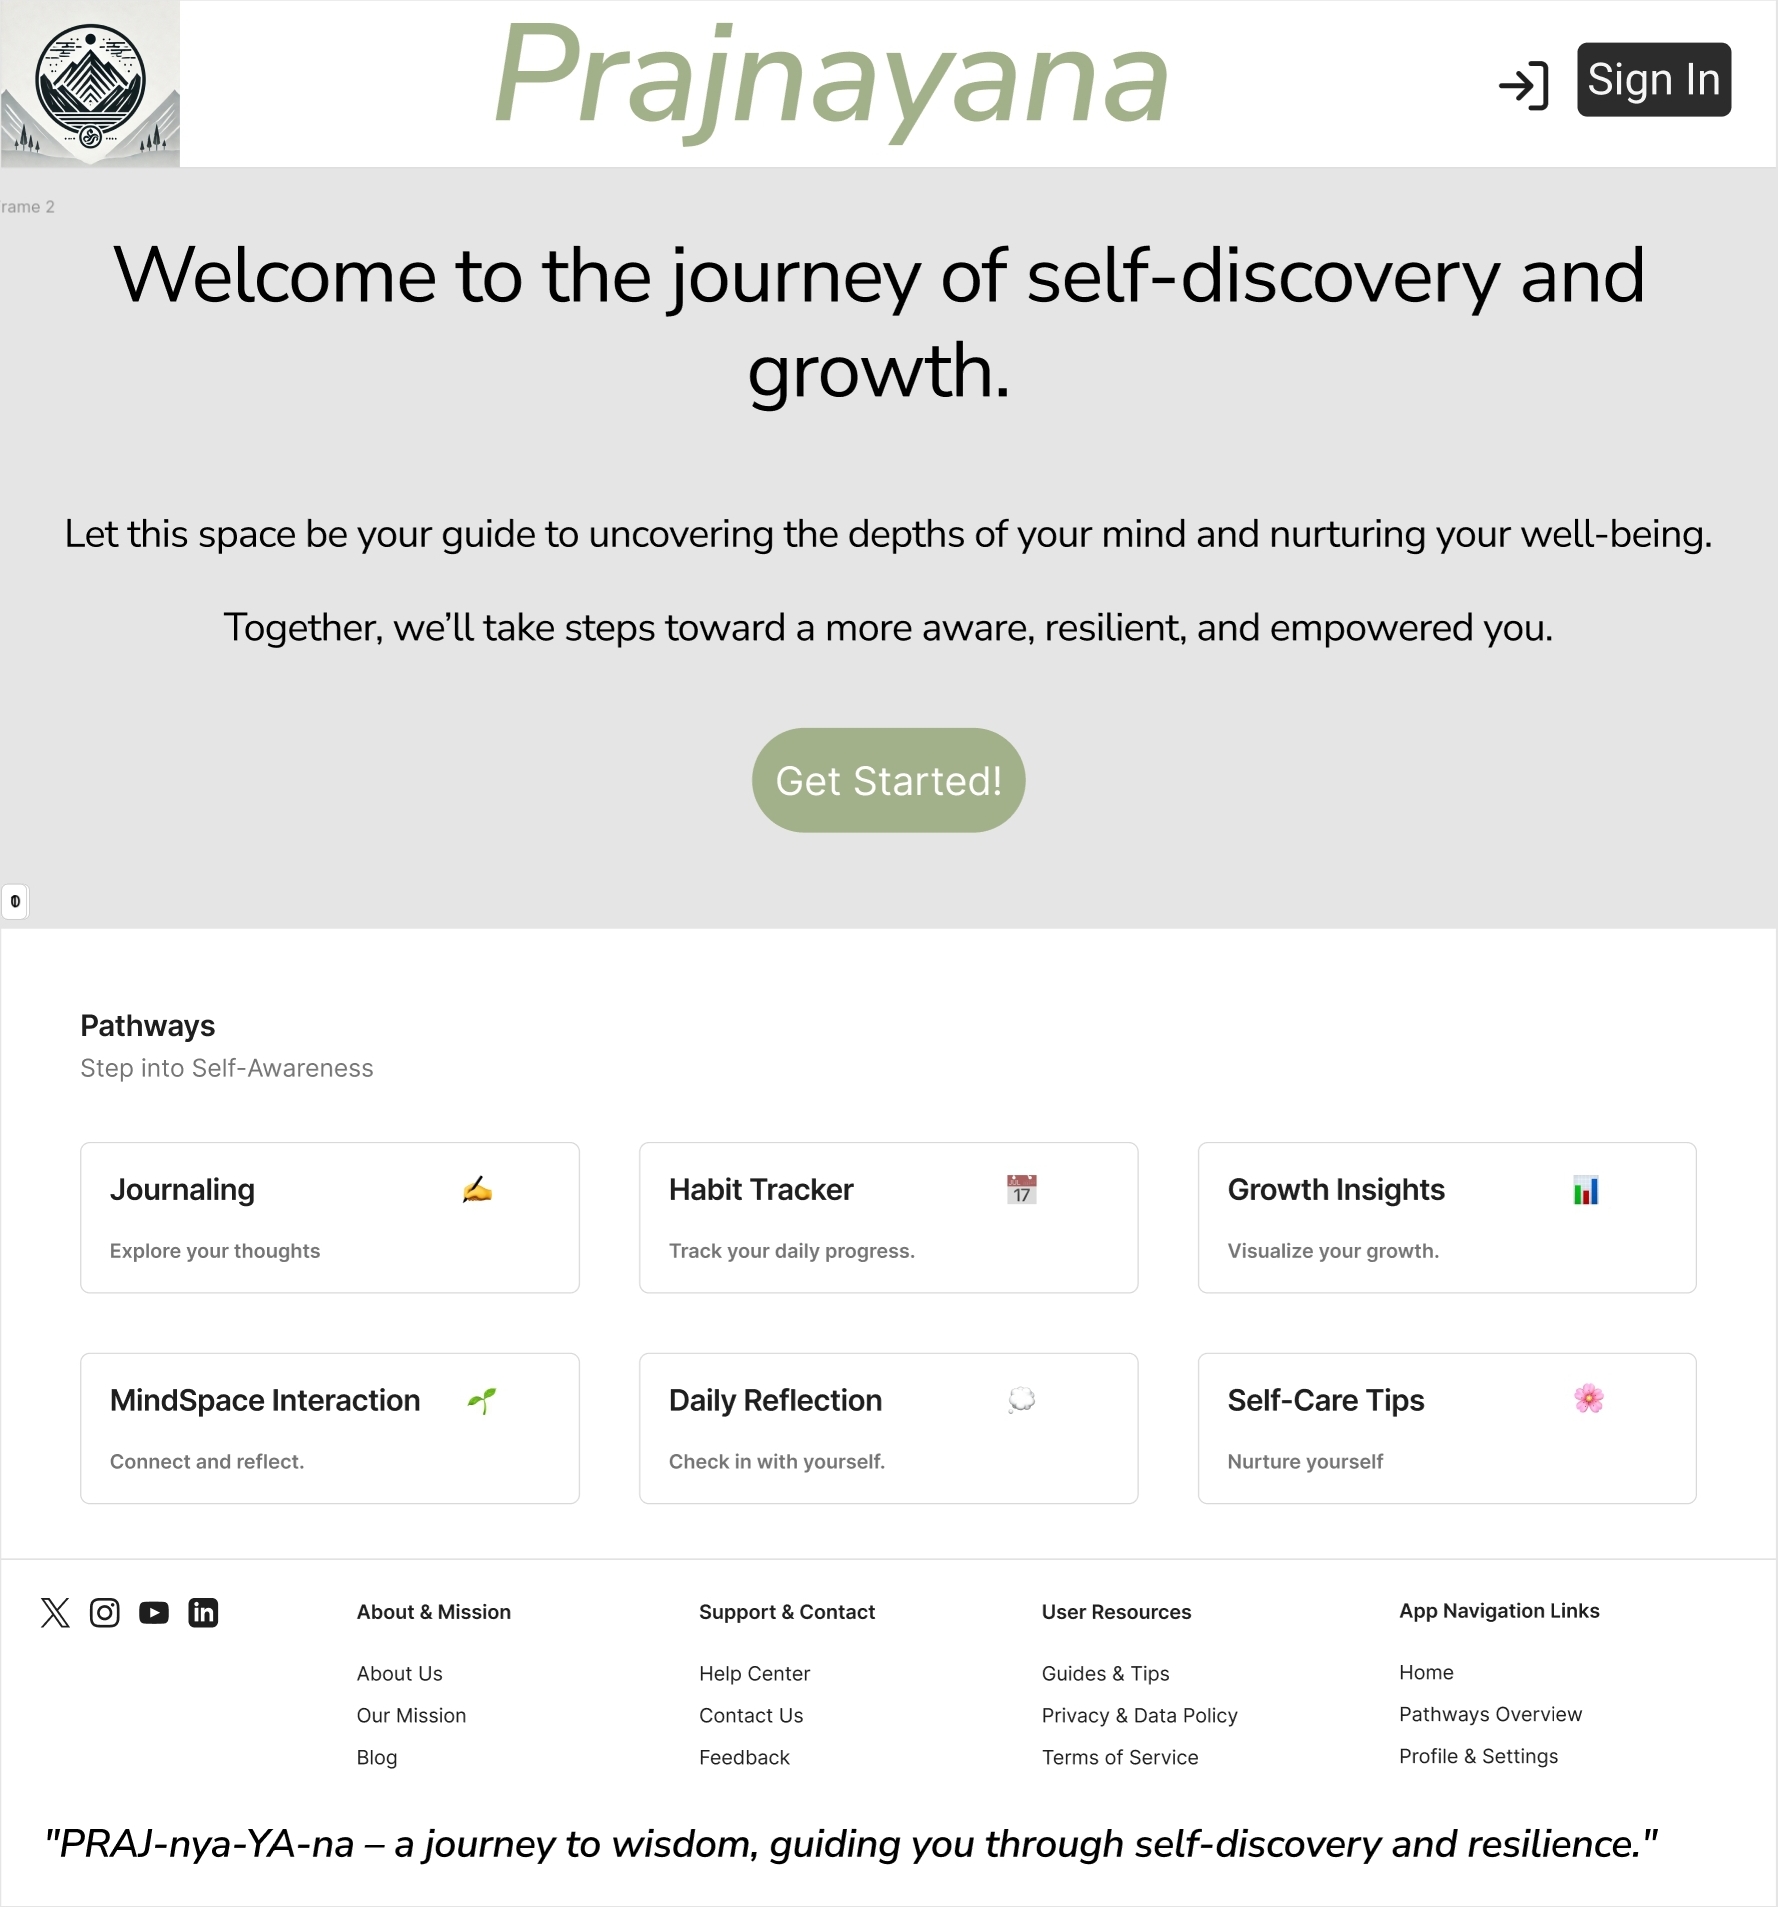 Prajnayana
Sign In
rame 2
Welcome to the journey of self-discovery and
growth.
Let this space be your guide to uncovering the depths of your mind and nurturing your well-being.
Together, we’ll take steps toward a more aware, resilient, and empowered you.
Get Started!
Pathways
Step into Self-Awareness
Journaling
Explore your thoughts
Habit Tracker
JUL
17
Track your daily progress.
Growth Insights
Visualize your growth.
MindSpace Interaction
Connect and reflect.
Daily Reflection
Check in with yourself.
Self-Care Tips
Nurture yourself
in
About & Mission
About Us
Our Mission
Blog
Support & Contact
Help Center
Contact Us
Feedback
User Resources
Guides & Tips
Privacy & Data Policy
Terms of Service
App Navigation Links
Home
Pathways Overview
Profile & Settings
"PRAJ-nya-YA-na – a journey to wisdom, guiding you through self-discovery and resilience."